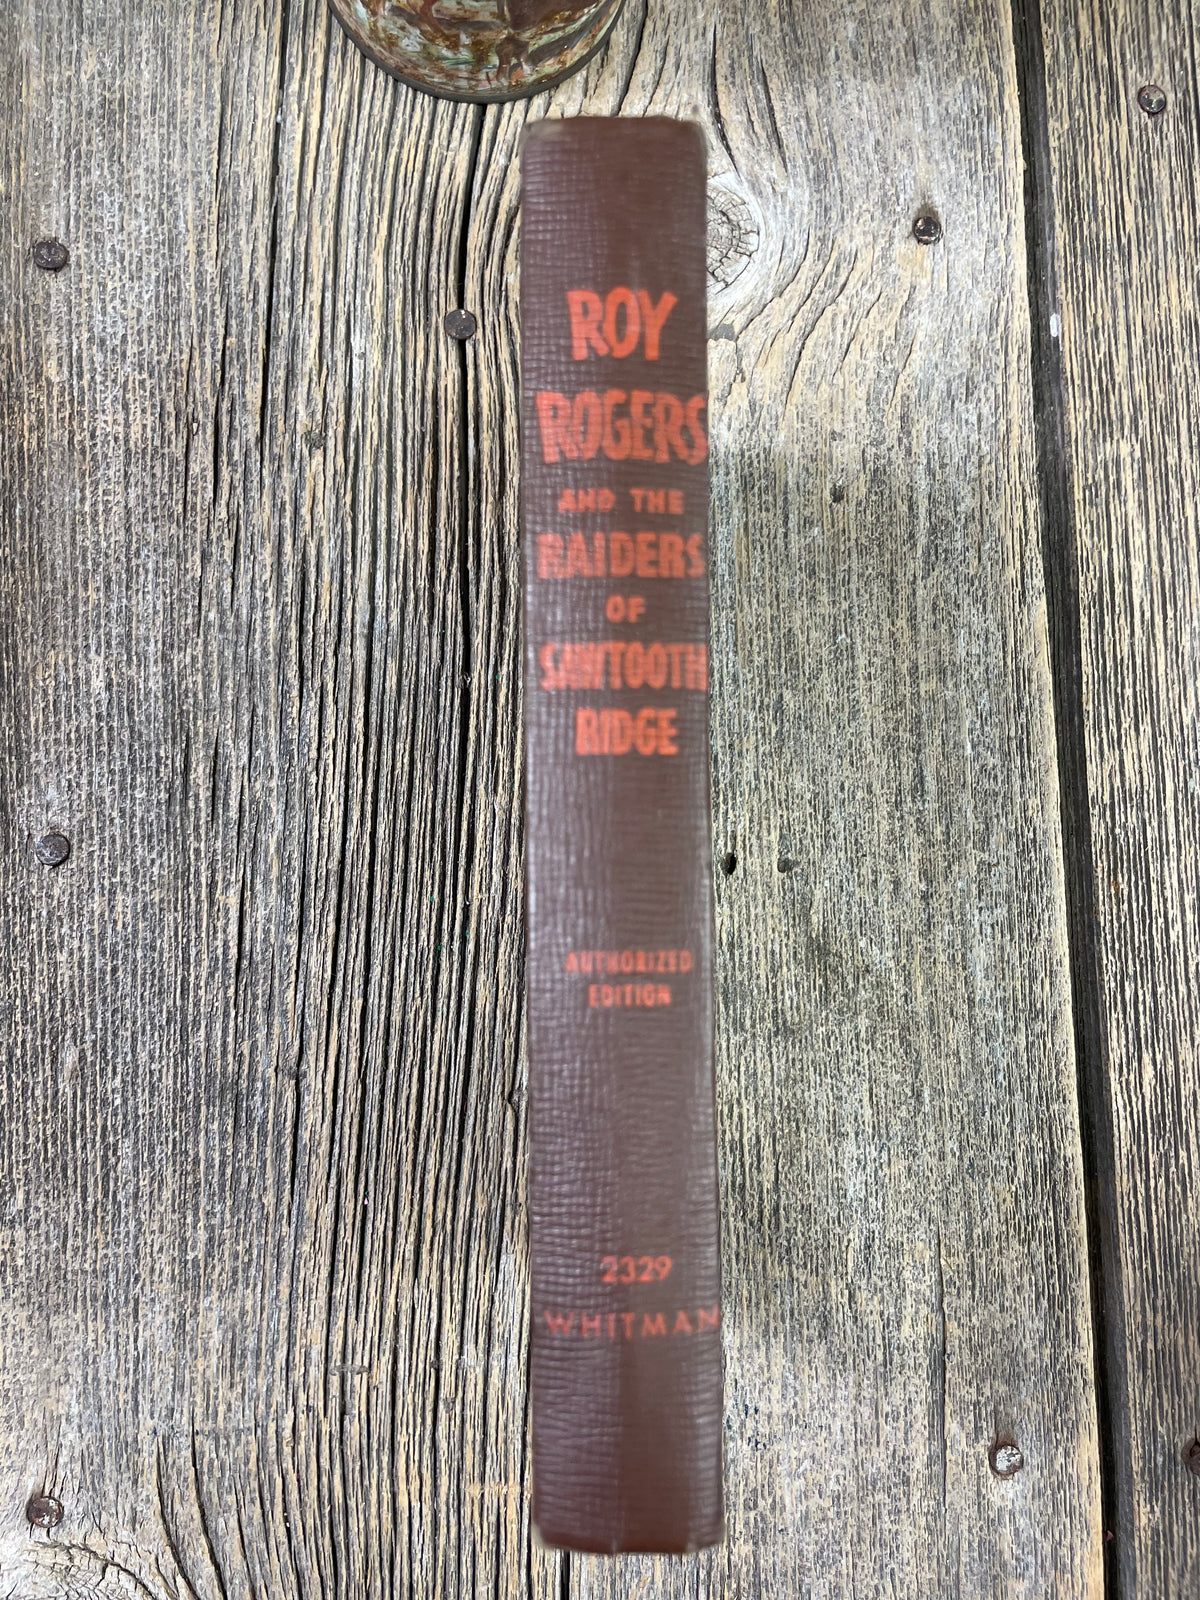 ROY
ROGERS
AND THE
RAIDERS
OF
SAWTOOTH
RIDGE
AUTHORIZED
EDITION
2329
WHITMAN